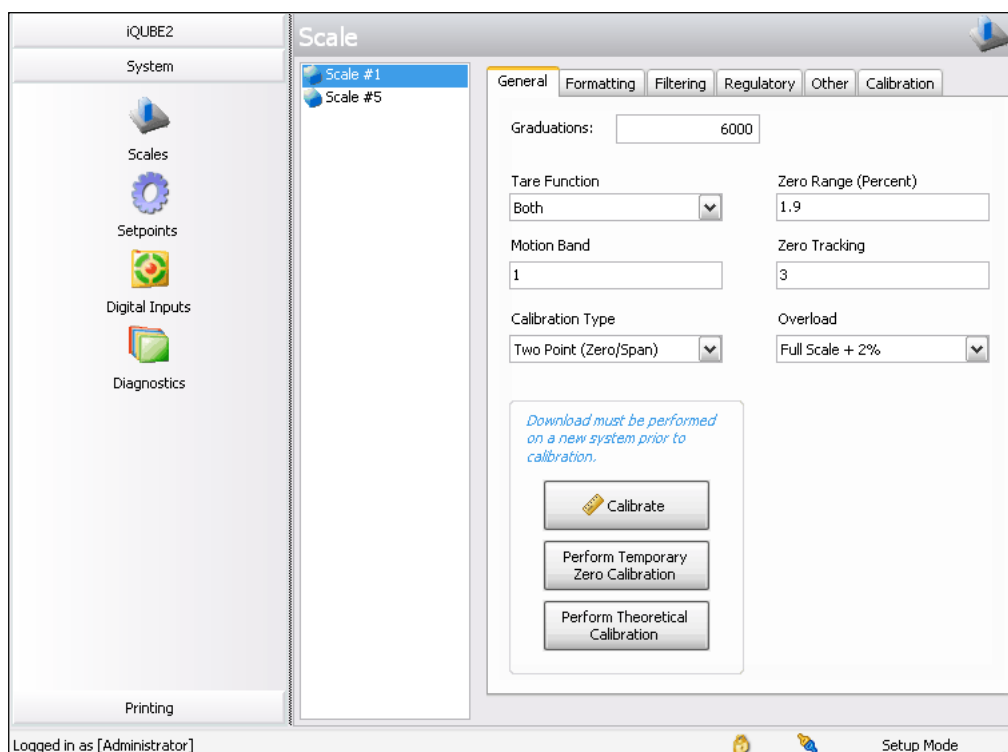 iQUBE2
System
Scales
Setpoints
Digital Inputs
Diagnostics
Printing
Scale
Scale #1
Scale #5
General Formatting Filtering Regulatory Other Calibration
Graduations: 6000
Tare Function Zero Range (Percent)
Both 1.9
Motion Band Zero Tracking
1 3
Calibration Type Overload
Two Point (Zero/Span) Full Scale + 2%
Download must be performed
on a new system prior to
calibration.
Calibrate
Perform Temporary
Zero Calibration
Perform Theoretical
Calibration
Logged in as [Administrator] Setup Mode